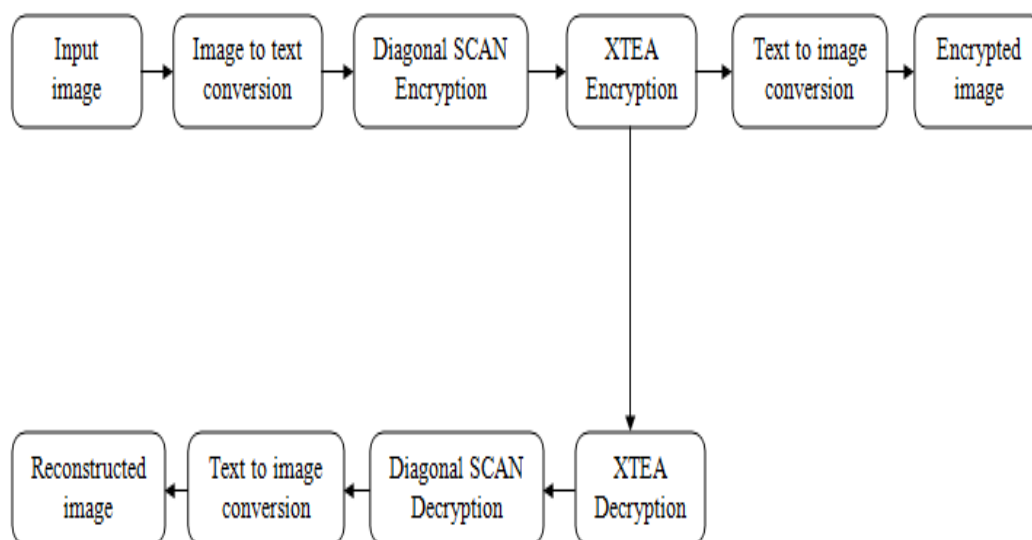 Input
image
Image to text
conversion
Diagonal SCAN
Encryption
XTEA
Encryption
Text to image
conversion
Encrypted
image
Reconstructed
image
Text to image
conversion
Diagonal SCAN
Decryption
XTEA
Decryption